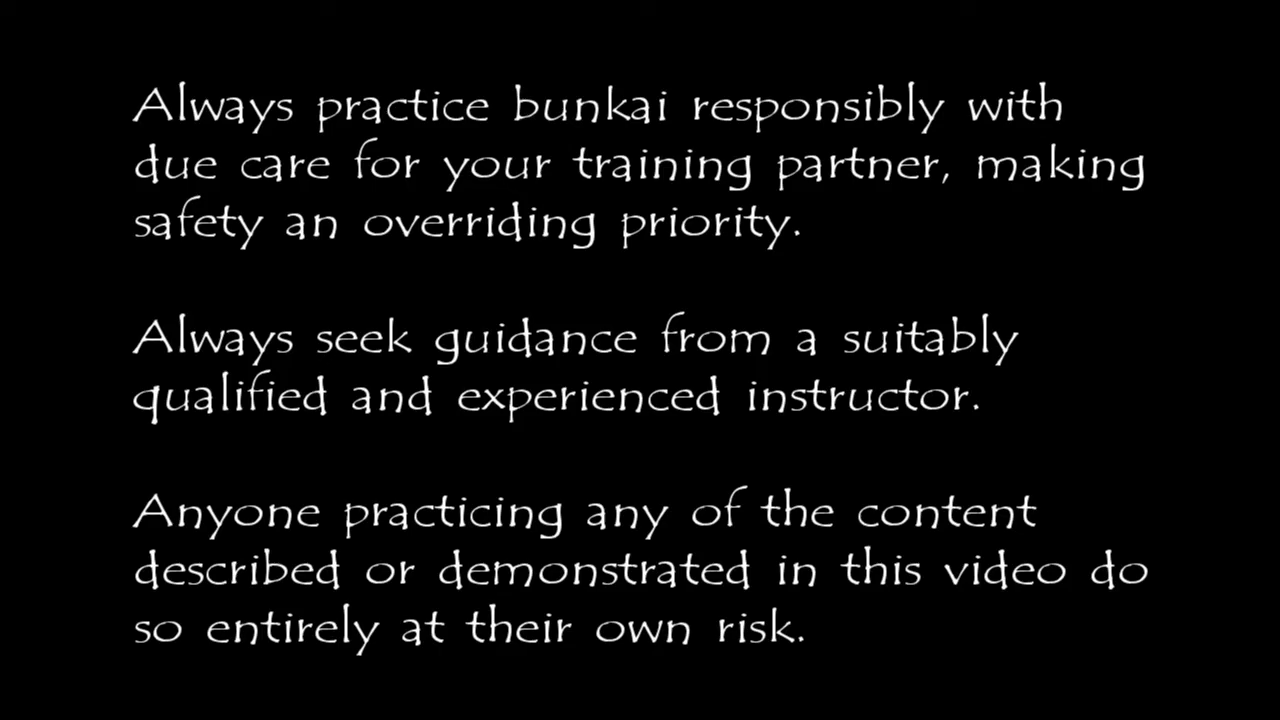 Always practice bunkai responsibly with
due care for your training partner, making
safety an overriding priority.
Always seek guidance from a suitably
qualified and experienced instructor.
Anyone practicing any of the content
described or demonstrated in this video do
so entirely at their own risk.